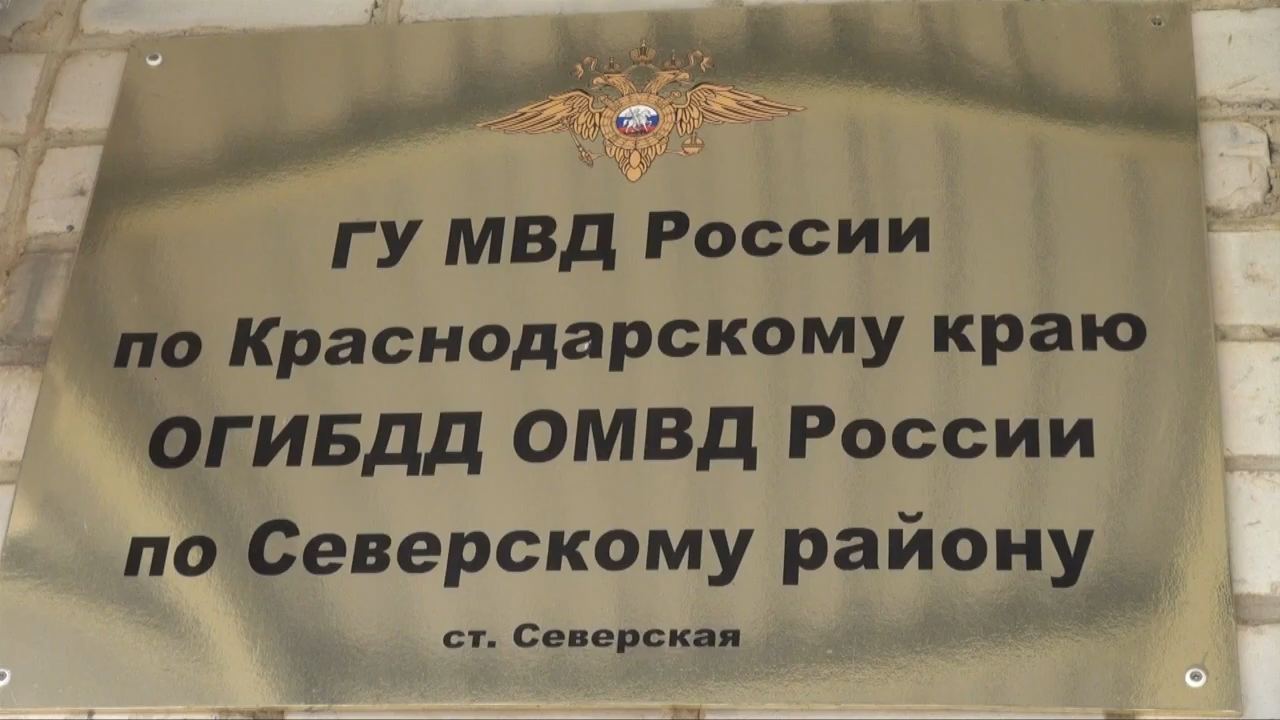 ГУ МВД России
по Краснодарскому краю
ОГИБДД ОМВД России
по Северскому району
ст. Северская